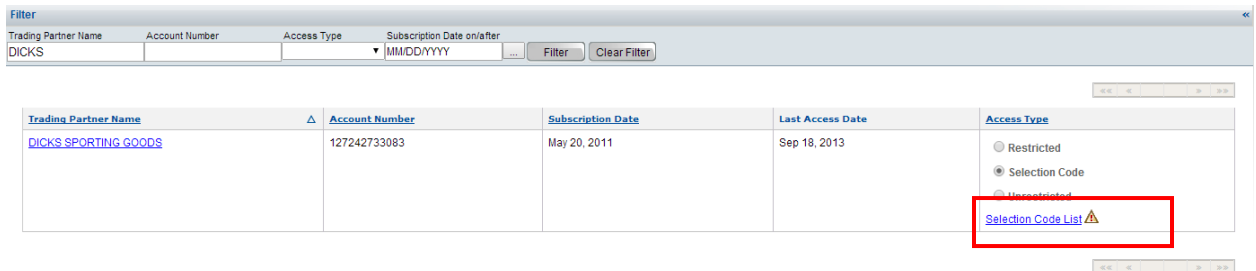 Filter «
Trading Partner Name Account Number Access Type Subscription Date on/after
DICKS MM/DD/YYYY ... Filter Clear Filter
<< < > >>
Trading Partner Name Account Number Subscription Date Last Access Date Access Type
DICKS SPORTING GOODS 127242733083 May 20, 2011 Sep 18, 2013
Restricted
Selection Code
Unrestricted
Selection Code List
<< < > >>